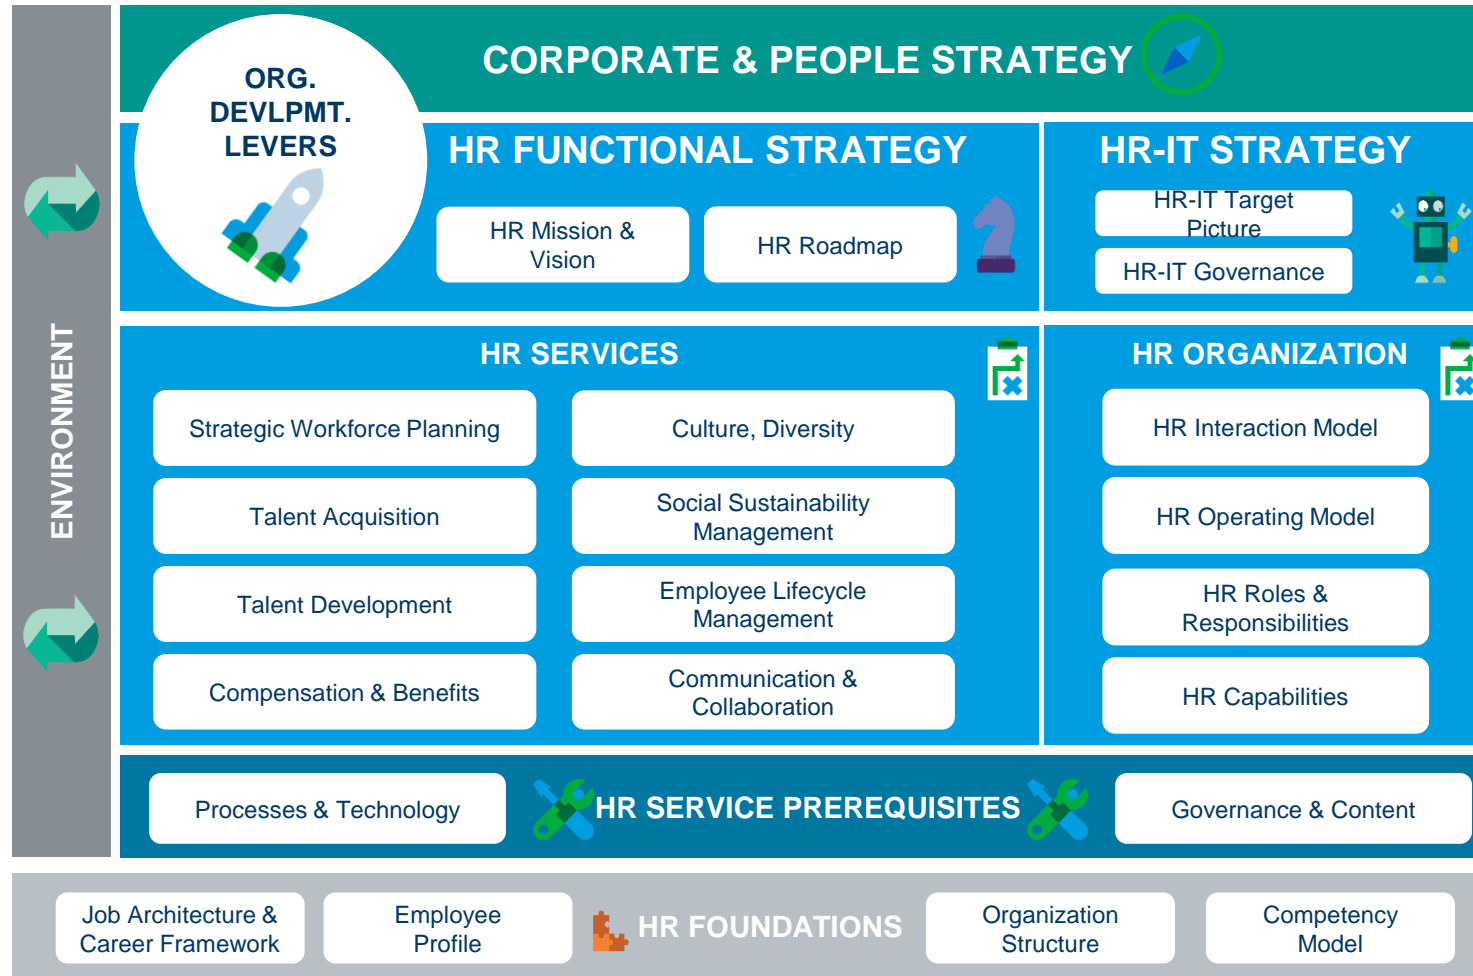 CORPORATE & PEOPLE STRATEGY
ORG.
DEVLPMT.
LEVERS
HR FUNCTIONAL STRATEGY
HR Mission &
Vision
HR Roadmap
HR-IT STRATEGY
HR-IT Target
Picture
HR-IT Governance
ENVIRONMENT
HR SERVICES
Strategic Workforce Planning
Culture, Diversity
Talent Acquisition
Social Sustainability
Management
Talent Development
Employee Lifecycle
Management
Compensation & Benefits
Communication &
Collaboration
HR ORGANIZATION
HR Interaction Model
HR Operating Model
HR Roles &
Responsibilities
HR Capabilities
Processes & Technology
HR SERVICE PREREQUISITES
Governance & Content
Job Architecture &
Career Framework
Employee
Profile
HR FOUNDATIONS
Organization
Structure
Competency
Model